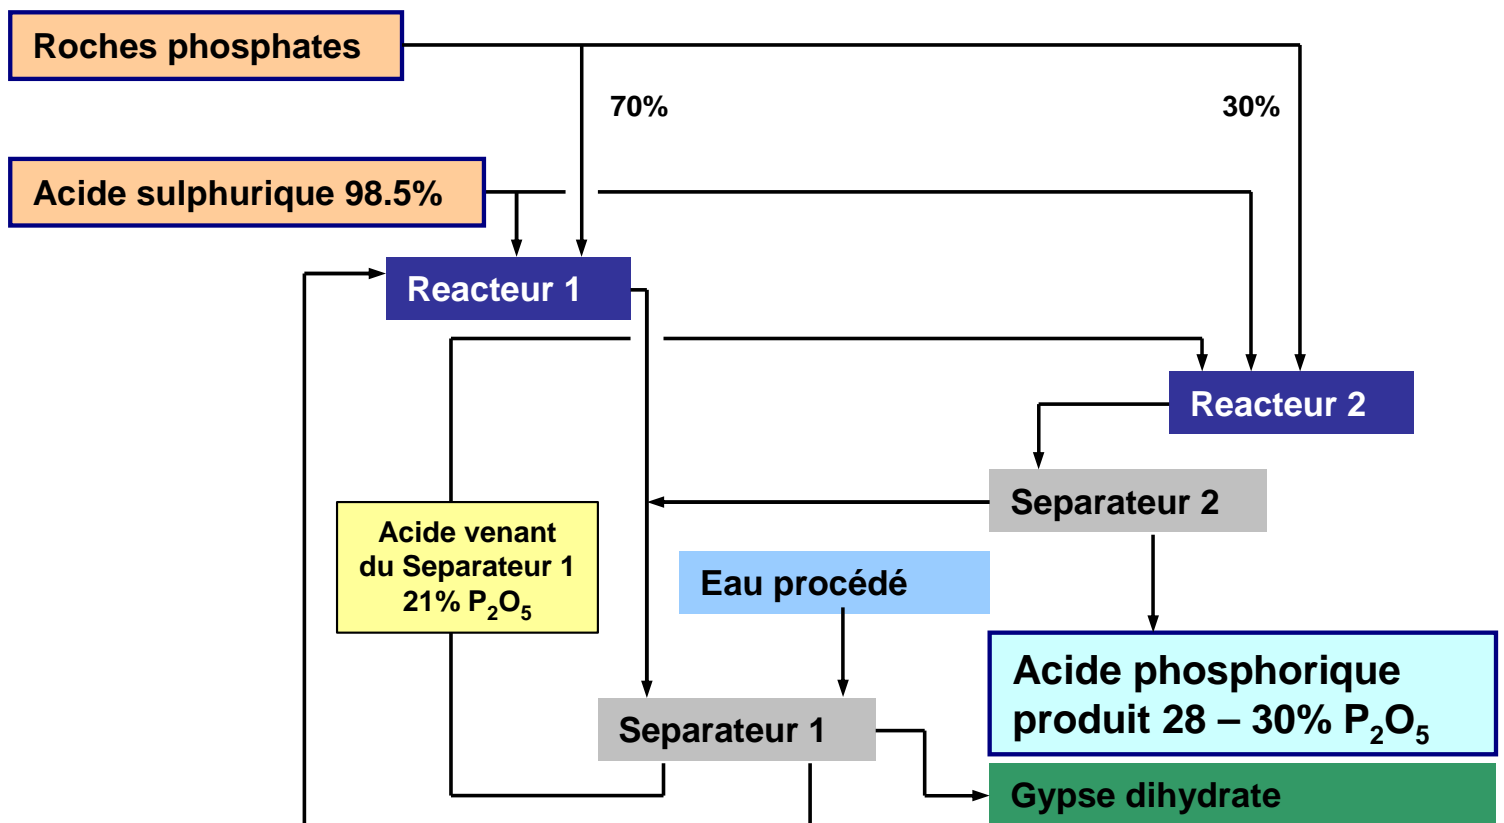 Roches phosphates
70%
30%
Acide sulphurique 98.5%
Reacteur 1
Reacteur 2
Separateur 2
Acide venant
du Separateur 1
21% P₂O₅
Eau procédé
Acide phosphorique
produit 28 – 30% P₂O₅
Separateur 1
Gypse dihydrate